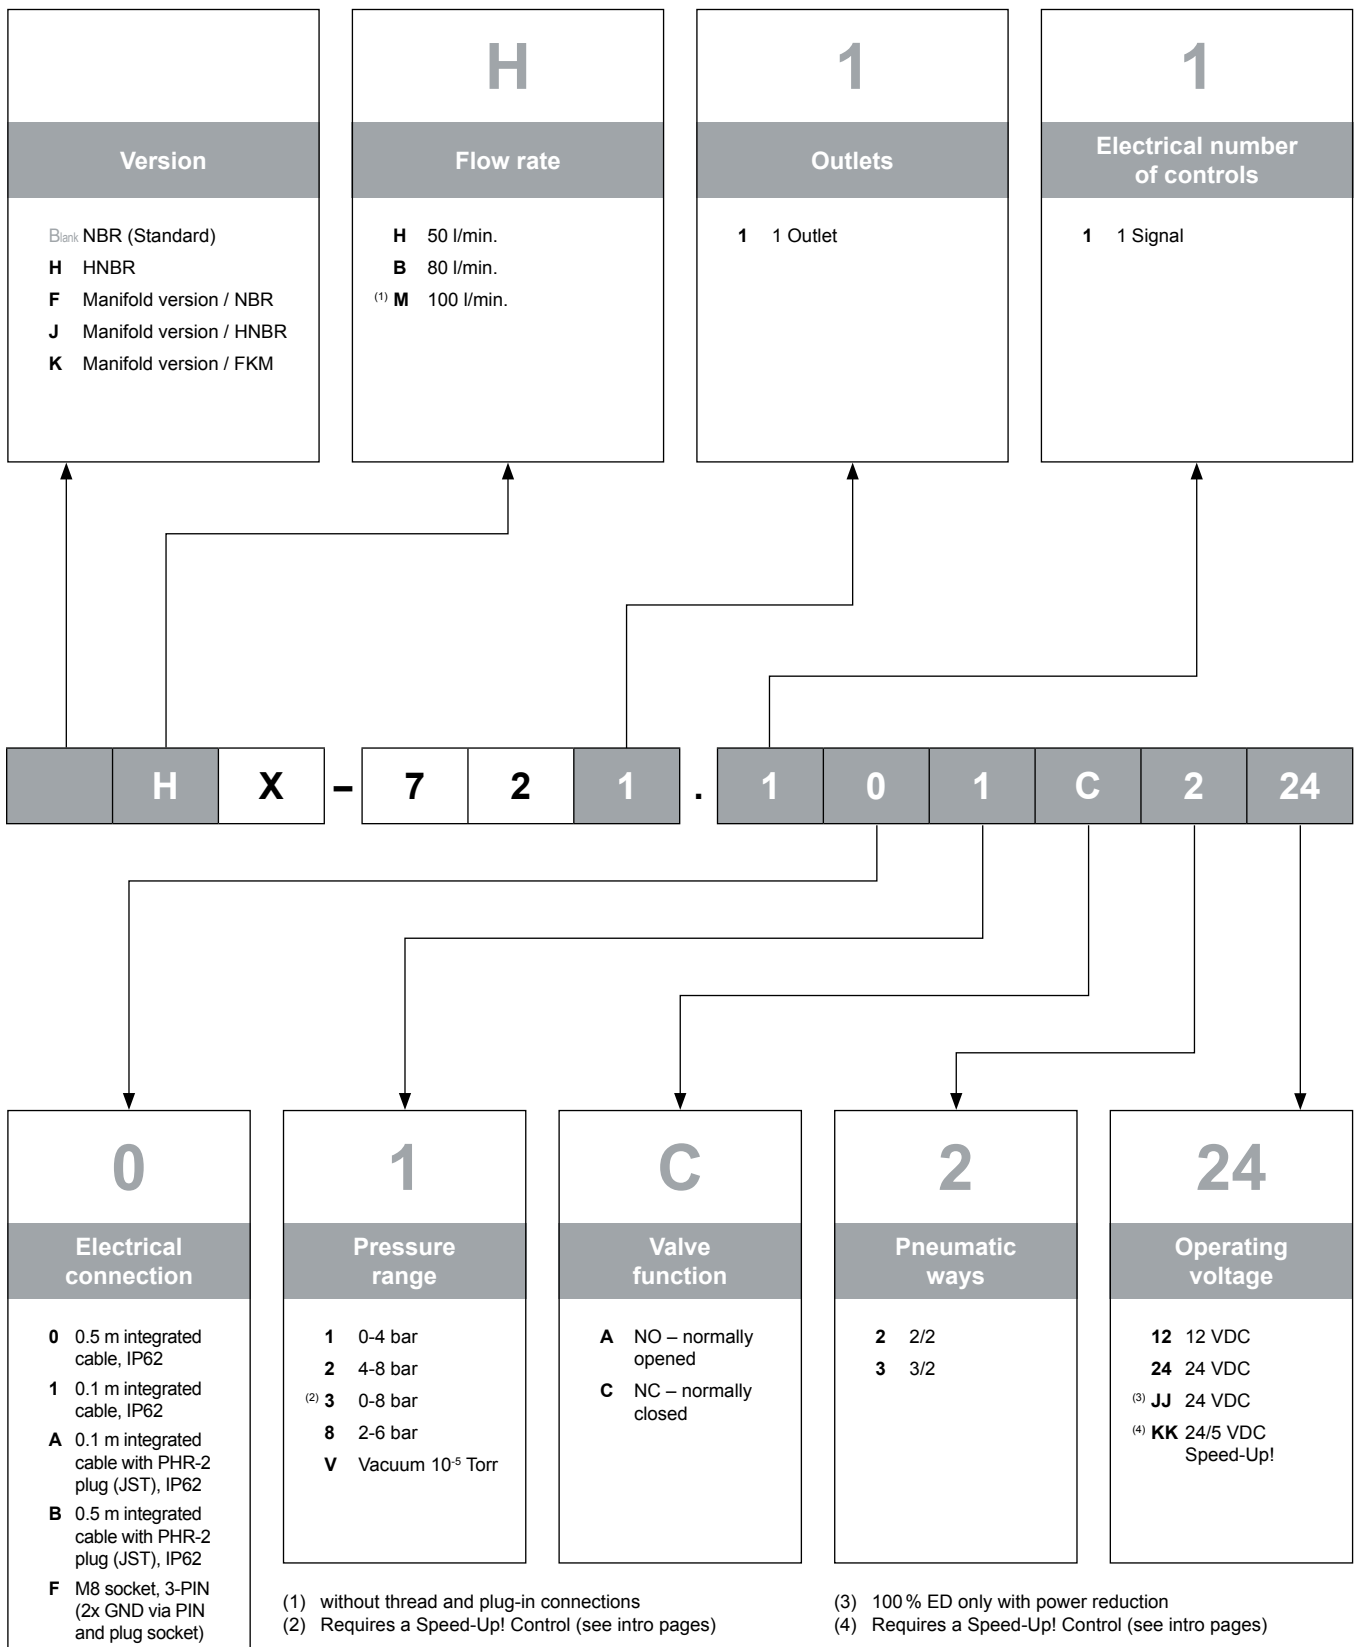 H
1
1
Version
Flow rate
Outlets
Electrical number
of controls
Blank NBR (Standard)
H HNBR
F Manifold version / NBR
J Manifold version / HNBR
K Manifold version / FKM
H 50 l/min.
B 80 l/min.
(1) M 100 l/min.
1 1 Outlet
1 1 Signal
H X – 7 2 1 . 1 0 1 C 2 24
0
Electrical
connection
0 0.5 m integrated
cable, IP62
1 0.1 m integrated
cable, IP62
A 0.1 m integrated
cable with PHR-2
plug (JST), IP62
B 0.5 m integrated
cable with PHR-2
plug (JST), IP62
F M8 socket, 3-PIN
(2x GND via PIN
and plug socket)
1
Pressure
range
1 0-4 bar
2 4-8 bar
(2) 3 0-8 bar
8 2-6 bar
V Vacuum 10-5 Torr
C
Valve
function
A NO – normally
opened
C NC – normally
closed
2
Pneumatic
ways
2 2/2
3 3/2
24
Operating
voltage
12 12 VDC
24 24 VDC
(3) JJ 24 VDC
(4) KK 24/5 VDC
Speed-Up!
(1) without thread and plug-in connections
(2) Requires a Speed-Up! Control (see intro pages)
(3) 100 % ED only with power reduction
(4) Requires a Speed-Up! Control (see intro pages)